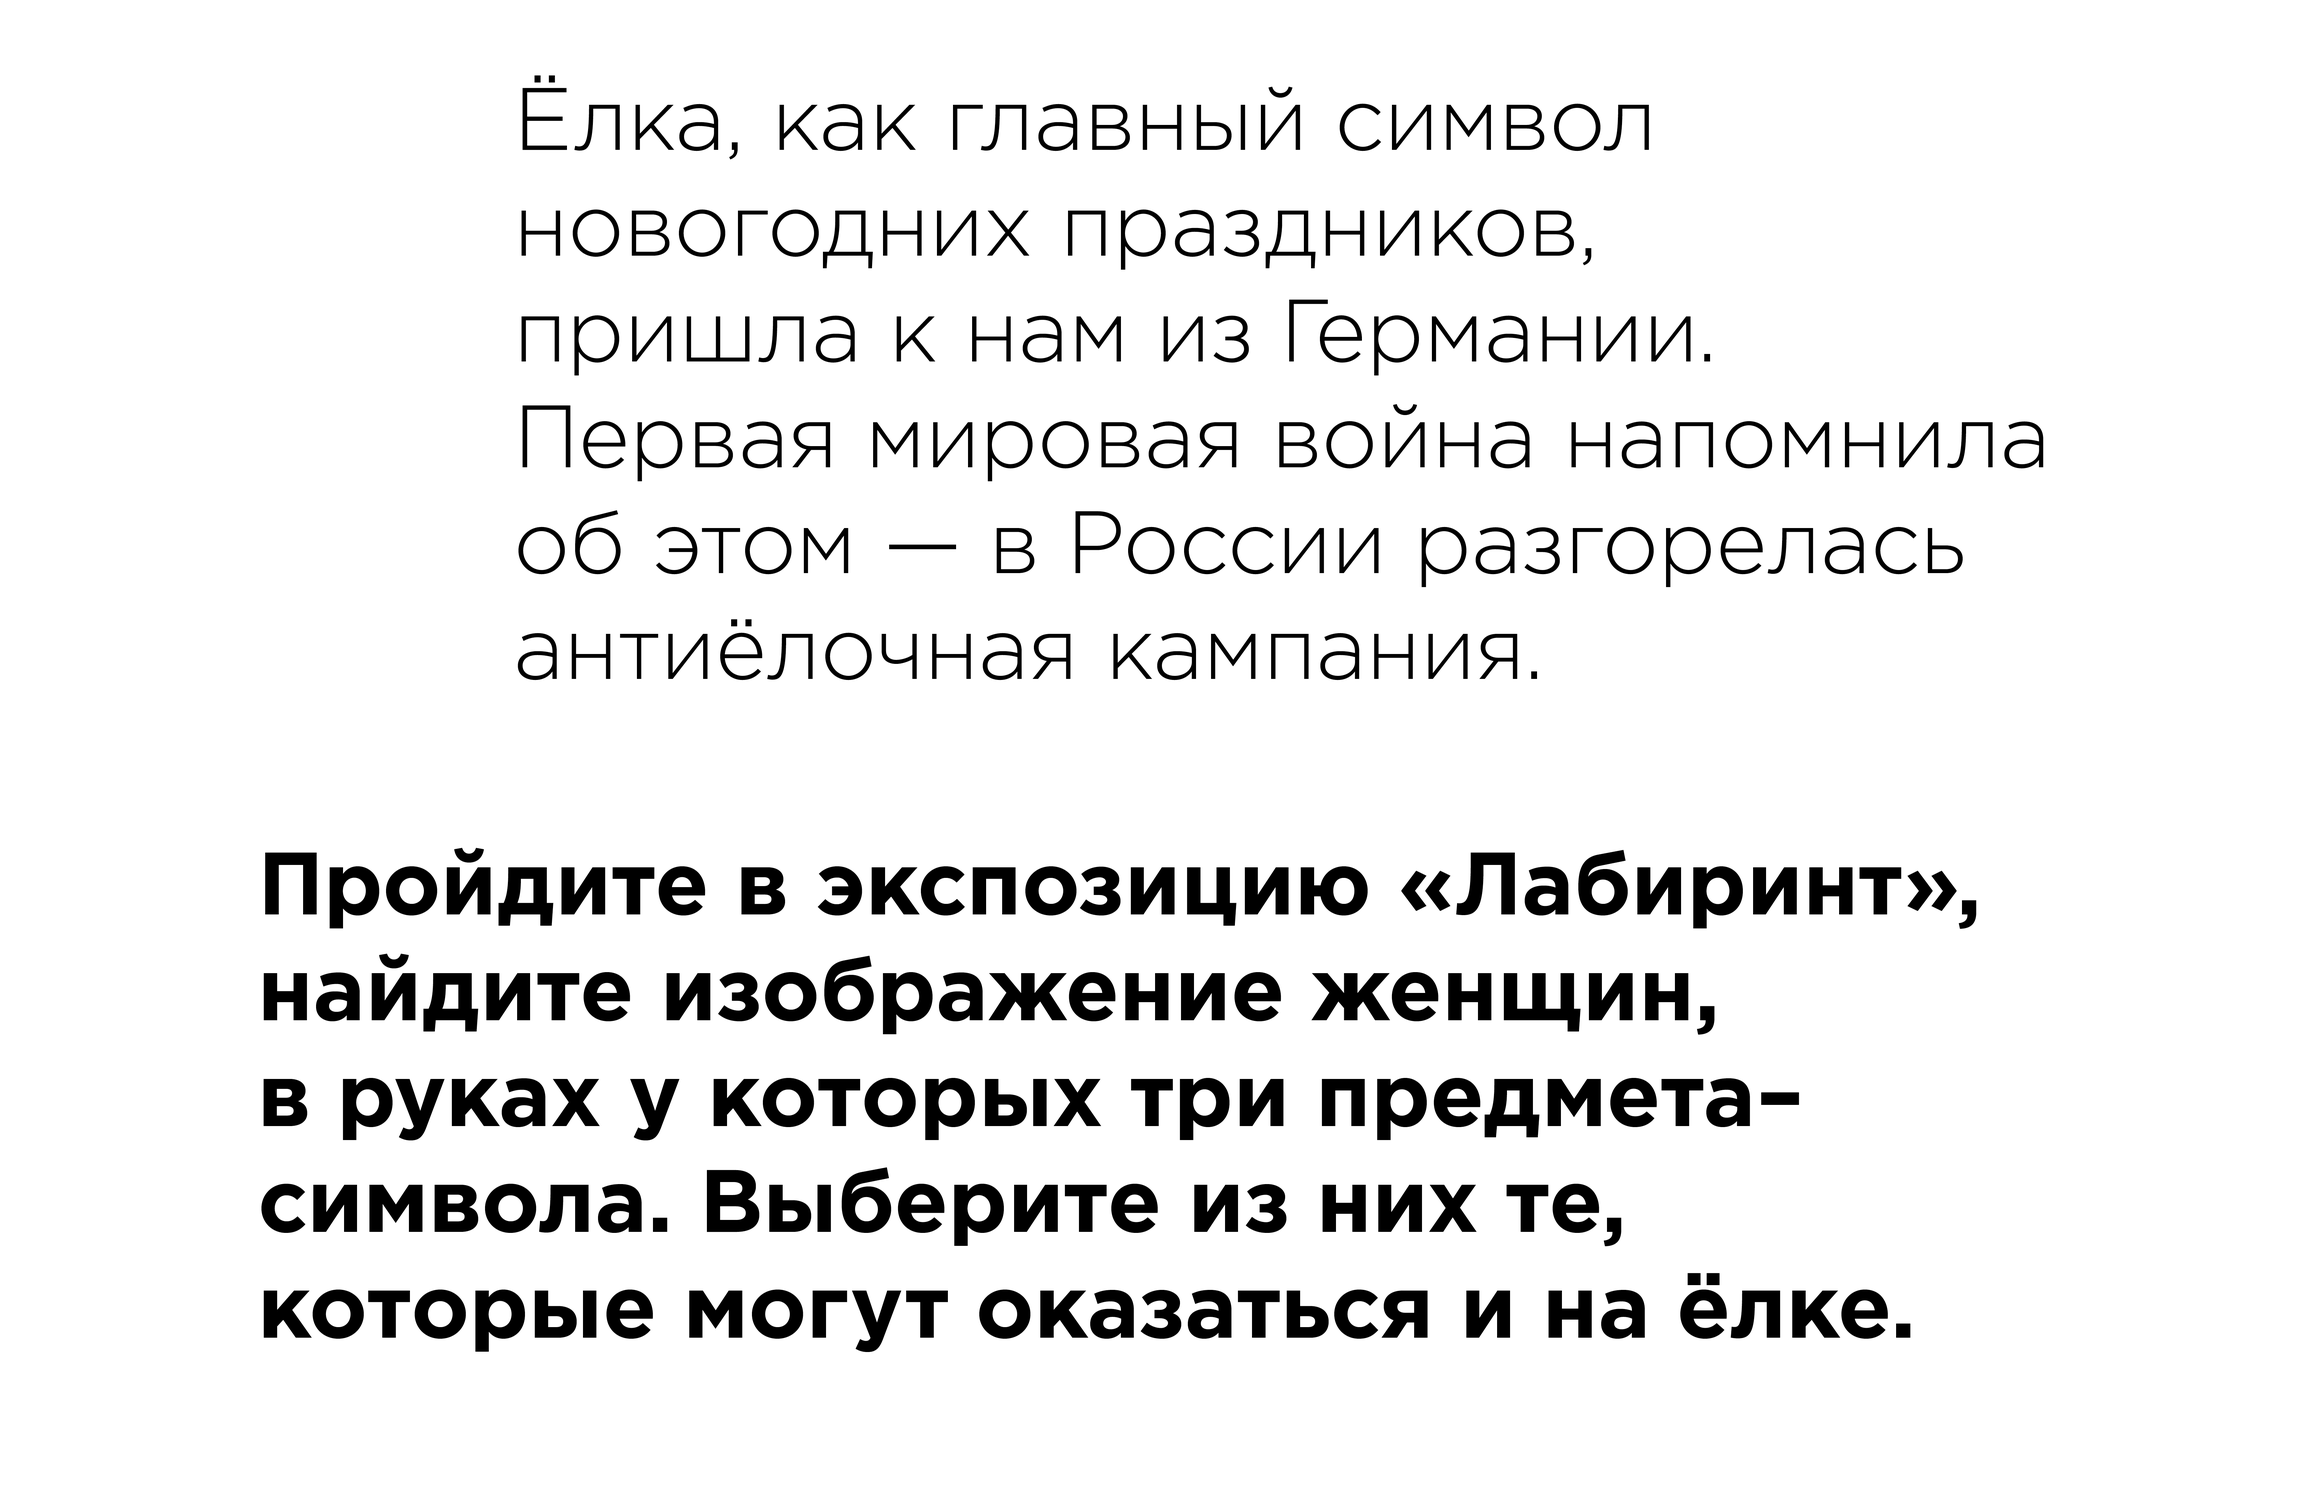 Ёлка, как главный символ
новогодних праздников,
пришла к нам из Германии.
Первая мировая война напомнила
об этом — в России разгорелась
антиёлочная кампания.
Пройдите в экспозицию «Лабиринт»,
найдите изображение женщин,
в руках у которых три предмета-
символа. Выберите из них те,
которые могут оказаться и на ёлке.